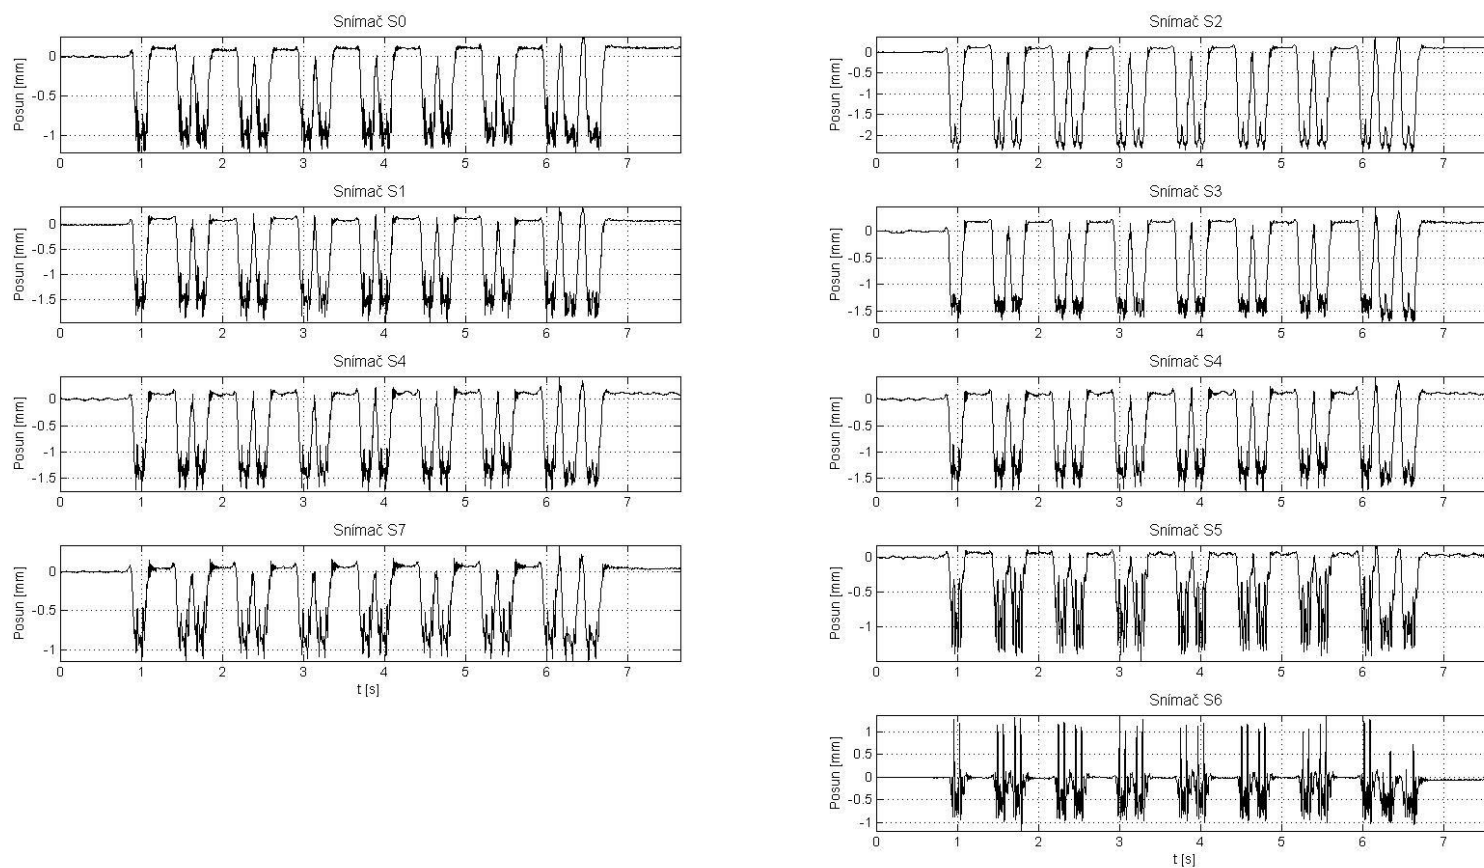 Snímač S0
Posun [mm]
0
-0.5
-1
0 1 2 3 4 5 6 7
Snímač S1
Posun [mm]
0
-0.5
-1
-1.5
0 1 2 3 4 5 6 7
Snímač S4
Posun [mm]
0
-0.5
-1
-1.5
0 1 2 3 4 5 6 7
Snímač S7
Posun [mm]
0
-0.5
-1
0 1 2 3 4 5 6 7
t [s]
Snímač S2
Posun [mm]
0
-0.5
-1
-1.5
-2
0 1 2 3 4 5 6 7
Snímač S3
Posun [mm]
0
-0.5
-1
-1.5
0 1 2 3 4 5 6 7
Snímač S4
Posun [mm]
0
-0.5
-1
-1.5
0 1 2 3 4 5 6 7
Snímač S5
Posun [mm]
0
-0.5
-1
0 1 2 3 4 5 6 7
Snímač S6
Posun [mm]
1
0.5
0
-0.5
-1
0 1 2 3 4 5 6 7
t [s]